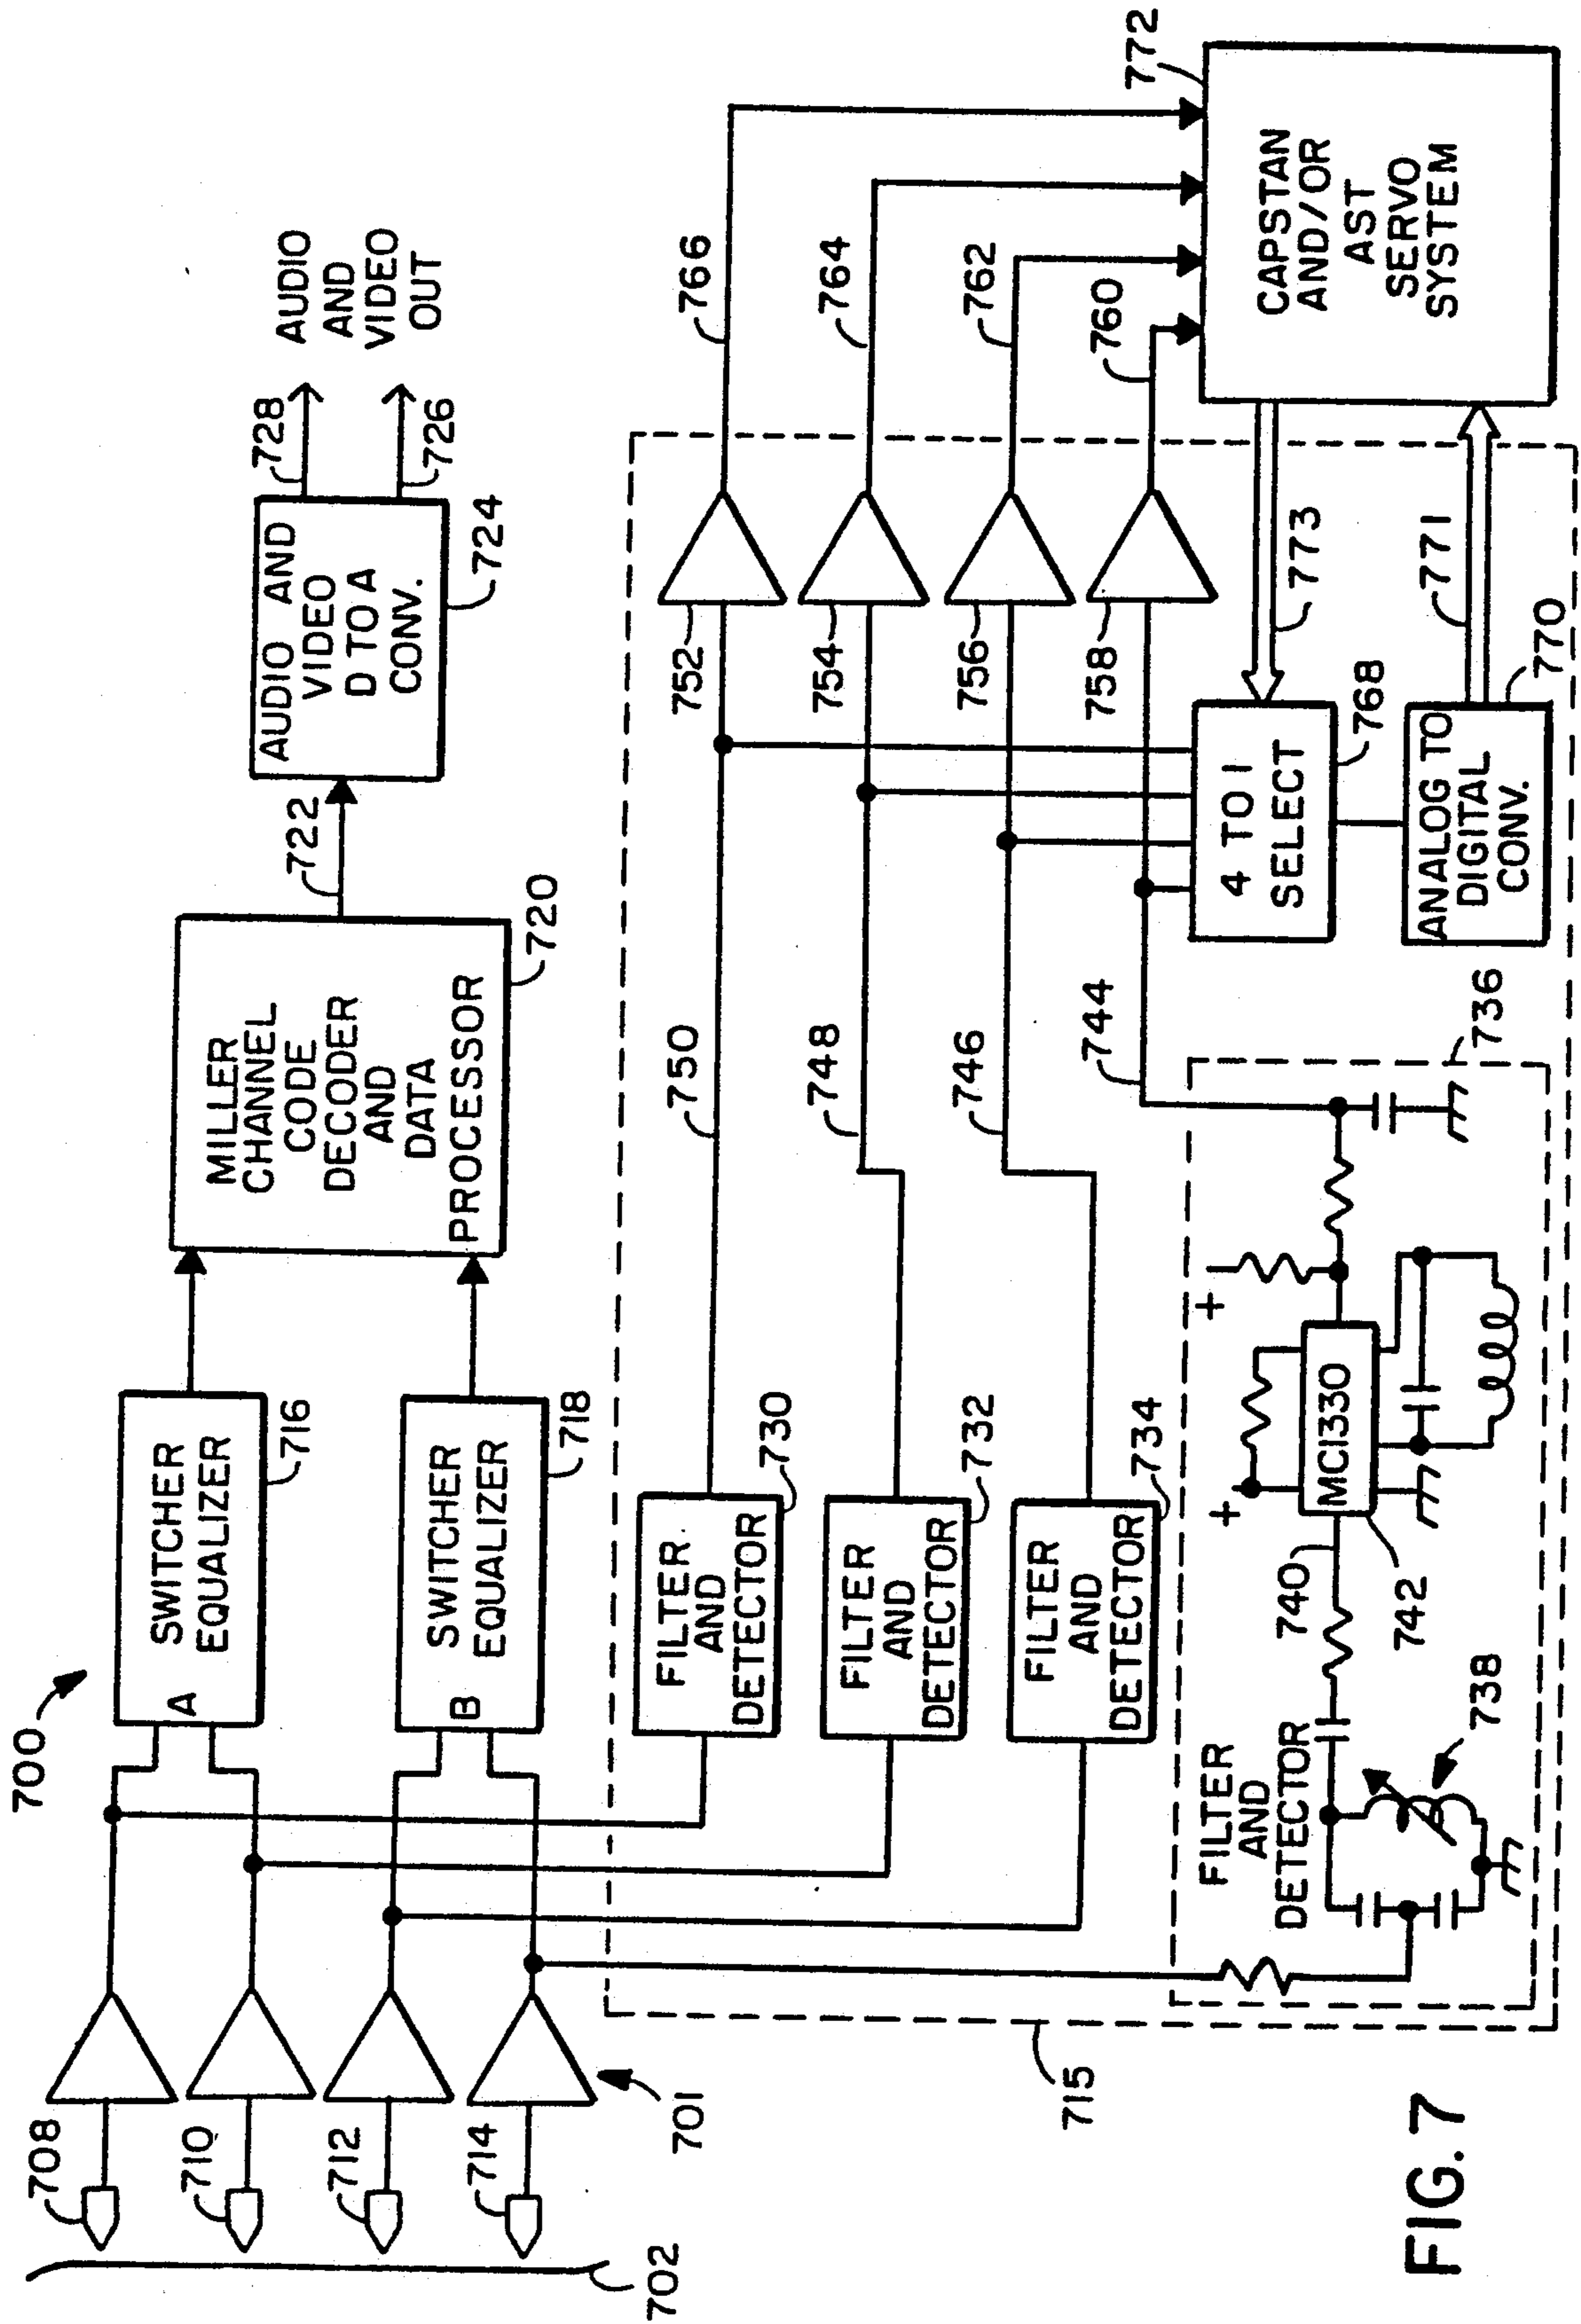 700
708
710
712
714
702
701
A SWITCHER
EQUALIZER
716
B SWITCHER
EQUALIZER
718
MILLER
CHANNEL
CODE
DECODER
AND
DATA
PROCESSOR
720
722
AUDIO AND
VIDEO
D TO A
CONV.
724
728
726
AUDIO
AND
VIDEO
OUT
715
FILTER
AND
DETECTOR
730
FILTER
AND
DETECTOR
732
FILTER
AND
DETECTOR
734
750
748
746
744
752
754
756
758
766
764
762
760
772
CAPSTAN
AND/OR
AST
SERVO
SYSTEM
773
771
4 TO 1
SELECT
768
ANALOG TO
DIGITAL
CONV.
770
736
FILTER
AND
DETECTOR
738
740
+
+
MC1330
742
FIG. 7